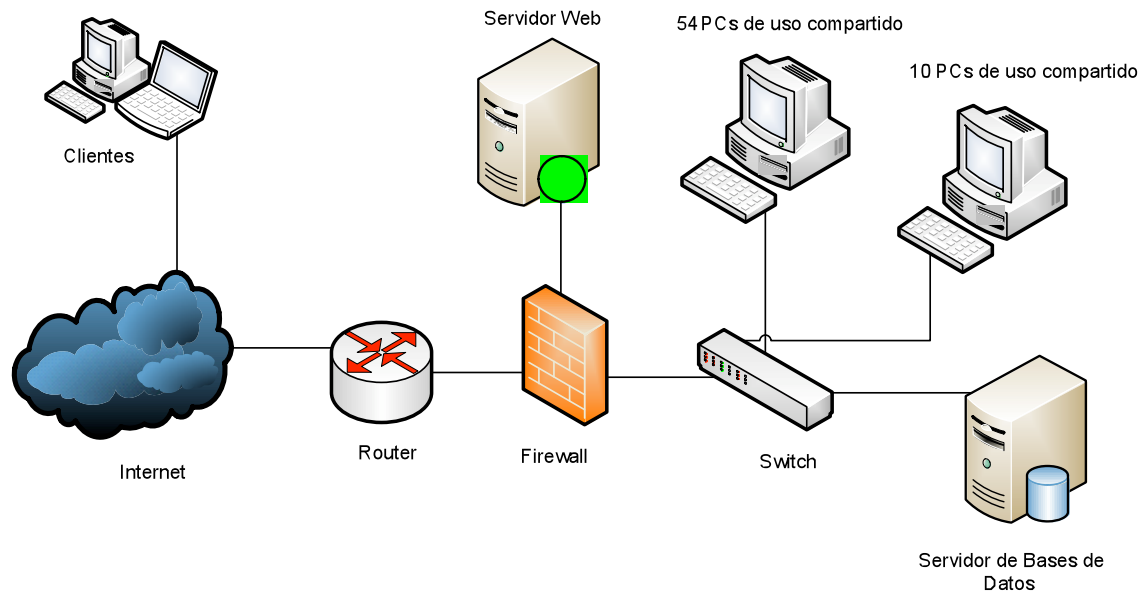 Servidor Web
54 PCs de uso compartido
10 PCs de uso compartido
Clientes
Internet
Router
Firewall
Switch
Servidor de Bases de
Datos